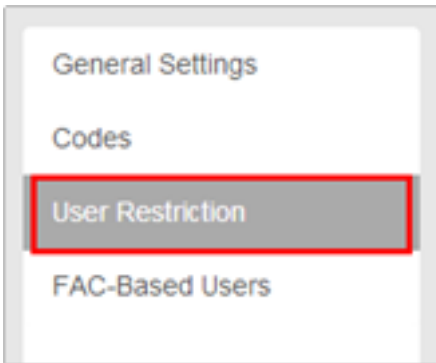 General Settings
Codes
User Restriction
FAC-Based Users